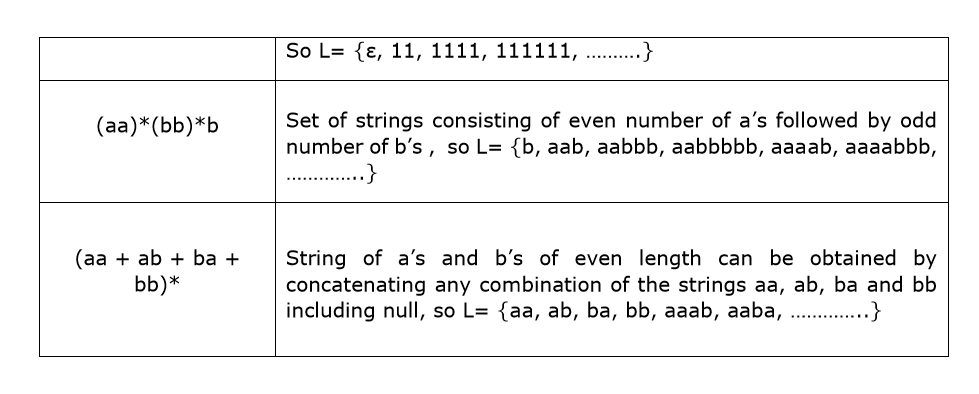 So L= {ε, 11, 1111, 111111, ……….}
(aa)*(bb)*b
Set of strings consisting of even number of a’s followed by odd
number of b’s , so L= {b, aab, aabbb, aabbbbb, aaaab, aaaabbb,
…………..}
(aa + ab + ba +
bb)*
String of a’s and b’s of even length can be obtained by
concatenating any combination of the strings aa, ab, ba and bb
including null, so L= {aa, ab, ba, bb, aaab, aaba, …………..}